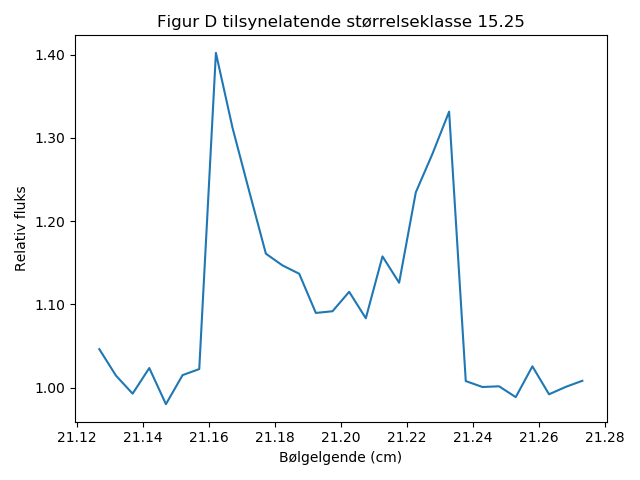 Figur D tilsynelatende størrelseklasse 15.25
1.40
1.30
1.20
1.10
1.00
Relativ fluks
21.12 21.14 21.16 21.18 21.20 21.22 21.24 21.26 21.28
Bølgelgende (cm)